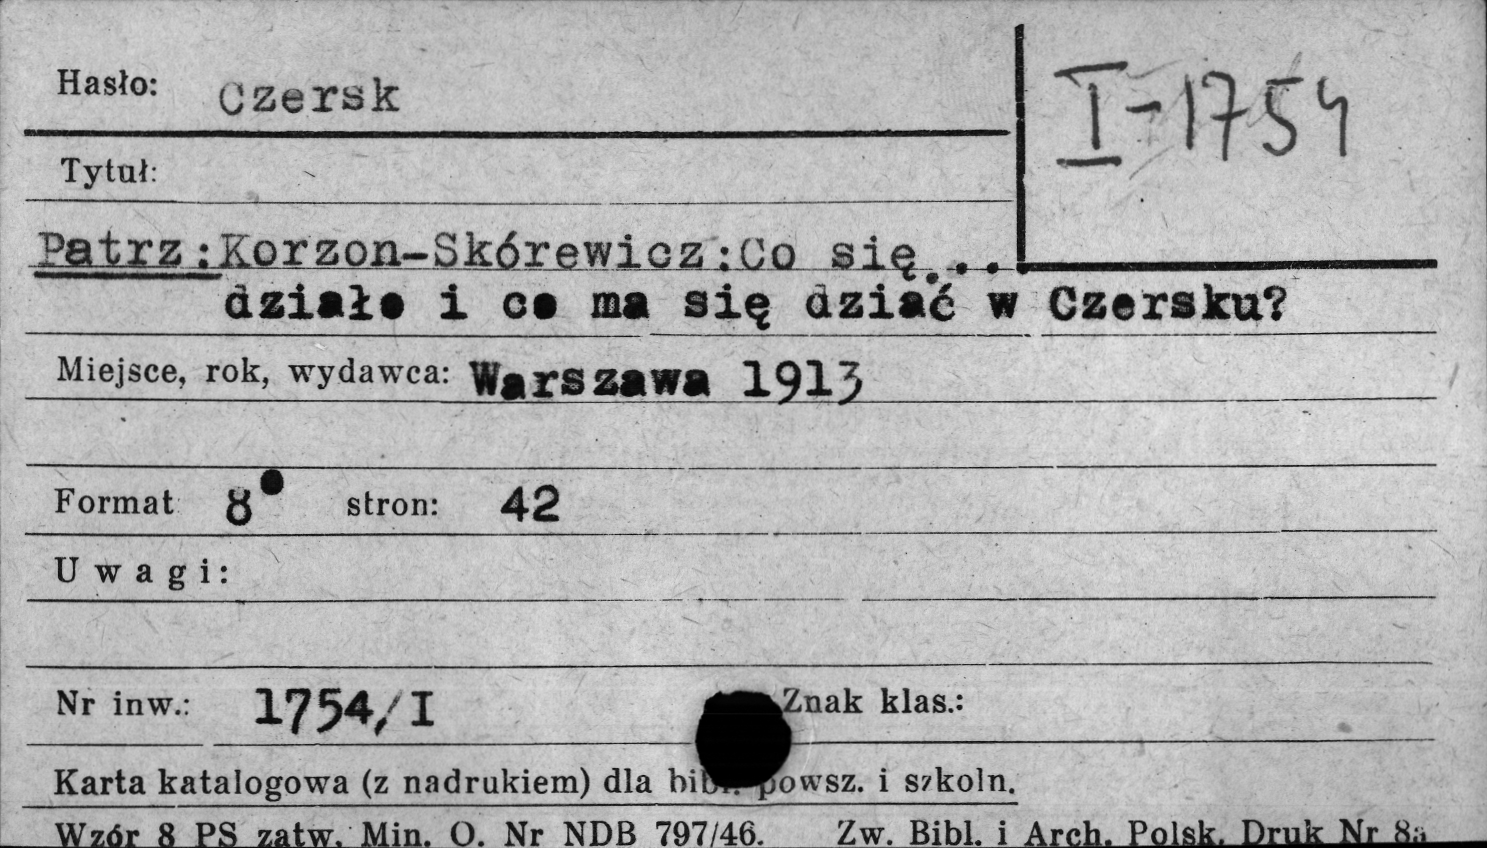 Hasło: Czersk
I-1754
Tytuł:
Patrz:Korzon-Skórewicz:Co się...
działo i co ma się dziać w Czersku?
Miejsce, rok, wydawca: Warszawa 1913
Format 8° stron: 42
Uwagi:
Nr inw.: 1754/I Znak klas.:
Karta katalogowa (z nadrukiem) dla bibl. powsz. i szkoln.
Wzór 8 PS zatw. Min. O. Nr NDB 797/46. Zw. Bibl. i Arch. Polsk. Druk Nr 8a